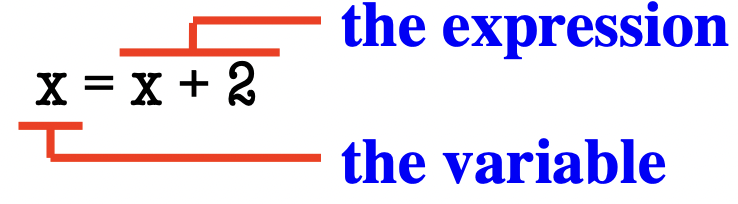 the expression
x = x + 2
the variable